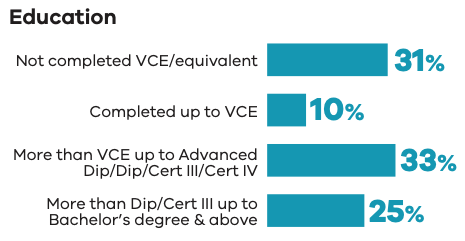 Education
Not completed VCE/equivalent 31%
Completed up to VCE 10%
More than VCE up to Advanced
Dip/Dip/Cert III/Cert IV 33%
More than Dip/Cert III up to
Bachelor's degree & above 25%